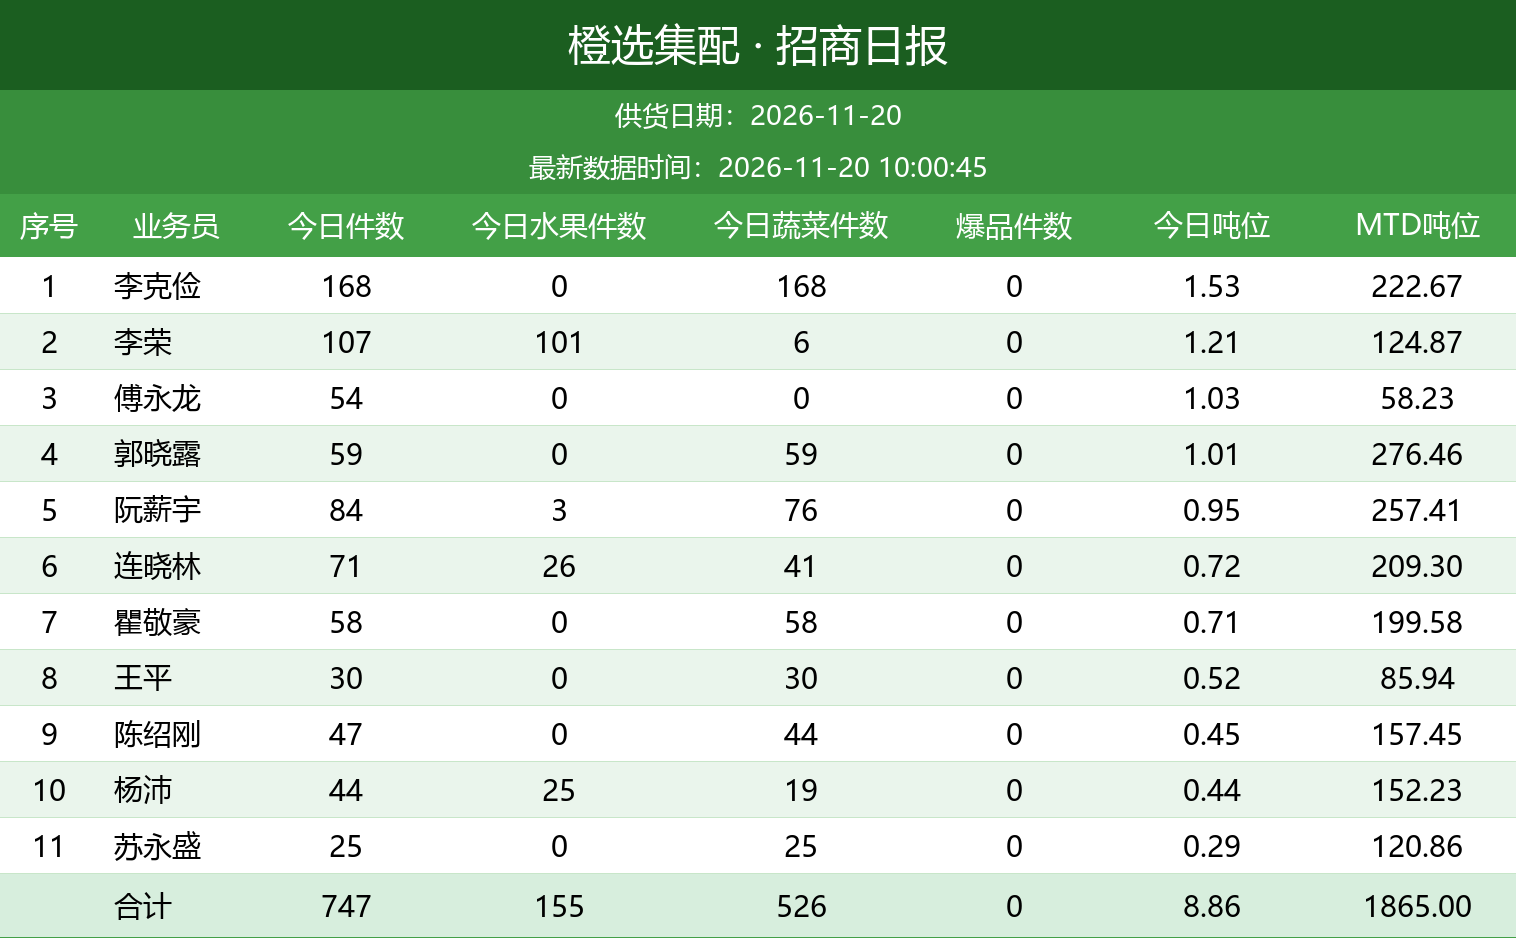 橙选集配 · 招商日报
供货日期：2026-11-20
最新数据时间：2026-11-20 10:00:45
序号 业务员 今日件数 今日水果件数 今日蔬菜件数 爆品件数 今日吨位 MTD吨位
1 李克俭 168 0 168 0 1.53 222.67
2 李荣 107 101 6 0 1.21 124.87
3 傅永龙 54 0 0 0 1.03 58.23
4 郭晓露 59 0 59 0 1.01 276.46
5 阮薪宇 84 3 76 0 0.95 257.41
6 连晓林 71 26 41 0 0.72 209.30
7 瞿敬豪 58 0 58 0 0.71 199.58
8 王平 30 0 30 0 0.52 85.94
9 陈绍刚 47 0 44 0 0.45 157.45
10 杨沛 44 25 19 0 0.44 152.23
11 苏永盛 25 0 25 0 0.29 120.86
合计 747 155 526 0 8.86 1865.00